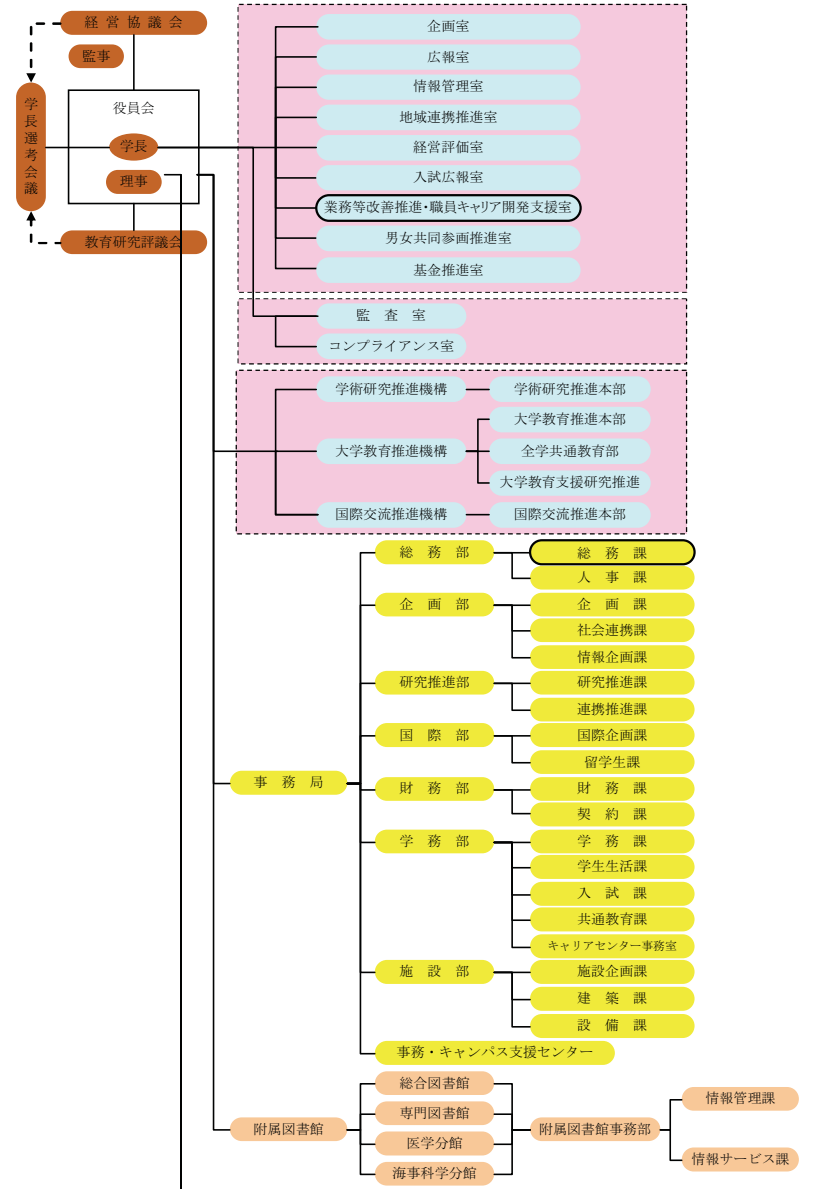 経営協議会
監事
学長選考会議
役員会
学長
理事
教育研究評議会
企画室
広報室
情報管理室
地域連携推進室
経営評価室
入試広報室
業務等改善推進・職員キャリア開発支援室
男女共同参画推進室
基金推進室
監査室
コンプライアンス室
学術研究推進機構
学術研究推進本部
大学教育推進機構
大学教育推進本部
全学共通教育部
大学教育支援研究推進
国際交流推進機構
国際交流推進本部
事務局
総務部
総務課
人事課
企画部
企画課
社会連携課
情報企画課
研究推進部
研究推進課
連携推進課
国際部
国際企画課
留学生課
財務部
財務課
契約課
学務部
学務課
学生生活課
入試課
共通教育課
キャリアセンター事務室
施設部
施設企画課
建築課
設備課
事務・キャンパス支援センター
附属図書館
総合図書館
専門図書館
医学分館
海事科学分館
附属図書館事務部
情報管理課
情報サービス課